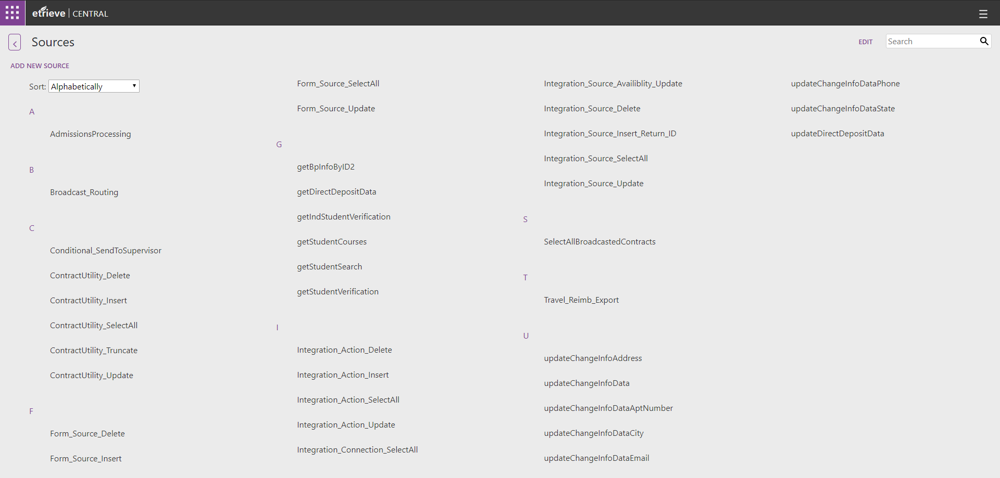 etrieve | CENTRAL
Sources
EDIT
Search
ADD NEW SOURCE
Sort: Alphabetically
A
AdmissionsProcessing
B
Broadcast_Routing
C
Conditional_SendToSupervisor
ContractUtility_Delete
ContractUtility_Insert
ContractUtility_SelectAll
ContractUtility_Truncate
ContractUtility_Update
F
Form_Source_Delete
Form_Source_Insert
Form_Source_SelectAll
Form_Source_Update
G
getBpInfoByID2
getDirectDepositData
getIndStudentVerification
getStudentCourses
getStudentSearch
getStudentVerification
I
Integration_Action_Delete
Integration_Action_Insert
Integration_Action_SelectAll
Integration_Action_Update
Integration_Connection_SelectAll
Integration_Source_Availiblity_Update
Integration_Source_Delete
Integration_Source_Insert_Return_ID
Integration_Source_SelectAll
Integration_Source_Update
S
SelectAllBroadcastedContracts
T
Travel_Reimb_Export
U
updateChangeInfoAddress
updateChangeInfoData
updateChangeInfoDataAptNumber
updateChangeInfoDataCity
updateChangeInfoDataEmail
updateChangeInfoDataPhone
updateChangeInfoDataState
updateDirectDepositData